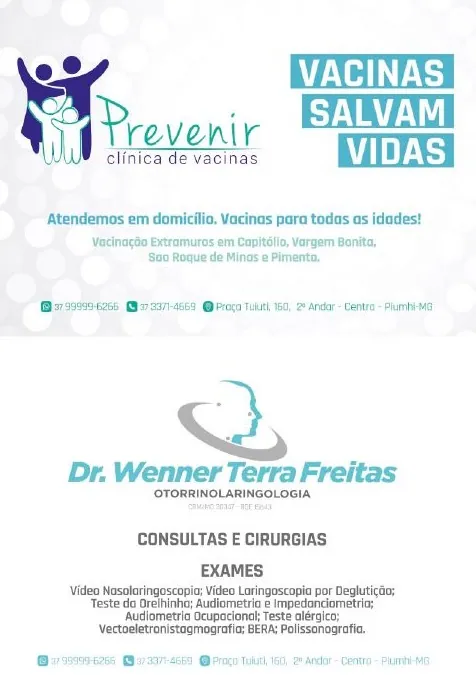 VACINAS
SALVAM
VIDAS
Prevenir
clínica de vacinas
Atendemos em domicílio. Vacinas para todas as idades!
Vacinação Extramuros em Capitólio, Vargem Bonita,
Sao Roque de Minas e Pimenta.
37 99999-6266 37 3371-4669 Praça Tuiuti, 160, 2º Andar - Centro - Piumhi-MG
Dr. Wenner Terra Freitas
OTORRINOLARINGOLOGIA
CONSULTAS E CIRURGIAS
EXAMES
Vídeo Nasolaringoscopia; Vídeo Laringoscopia por Deglutição;
Teste da Orelhinha; Audiometria e Impedanciometria;
Audiometria Ocupacional; Teste alérgico;
Vectoeletronistagmografia; BERA; Polissonografia.
37 99999-6266 37 3371-4669 Praça Tuiuti, 160, 2º Andar - Centro - Piumhi-MG